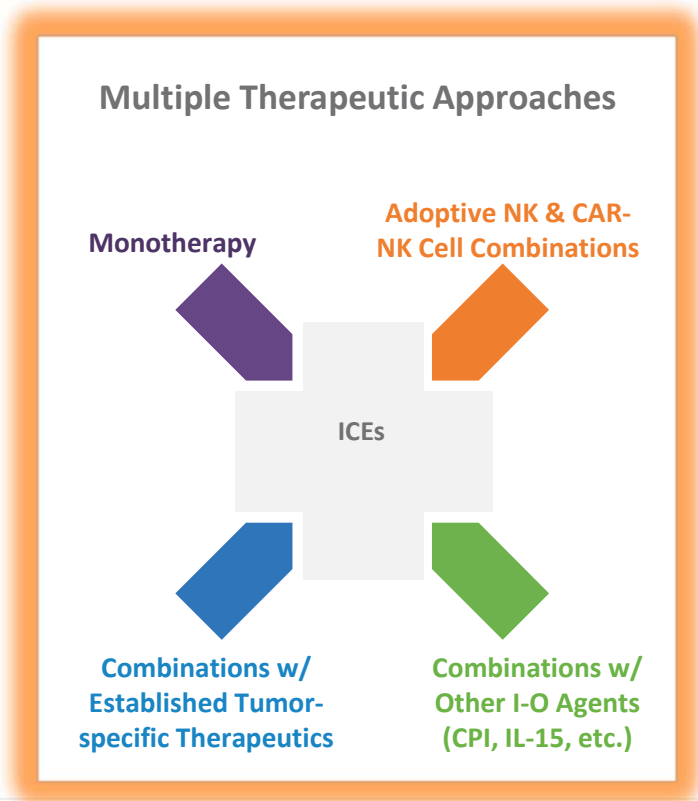 Multiple Therapeutic Approaches
Monotherapy
Adoptive NK & CAR-
NK Cell Combinations
ICEs
Combinations w/
Established Tumor-
specific Therapeutics
Combinations w/
Other I-O Agents
(CPI, IL-15, etc.)